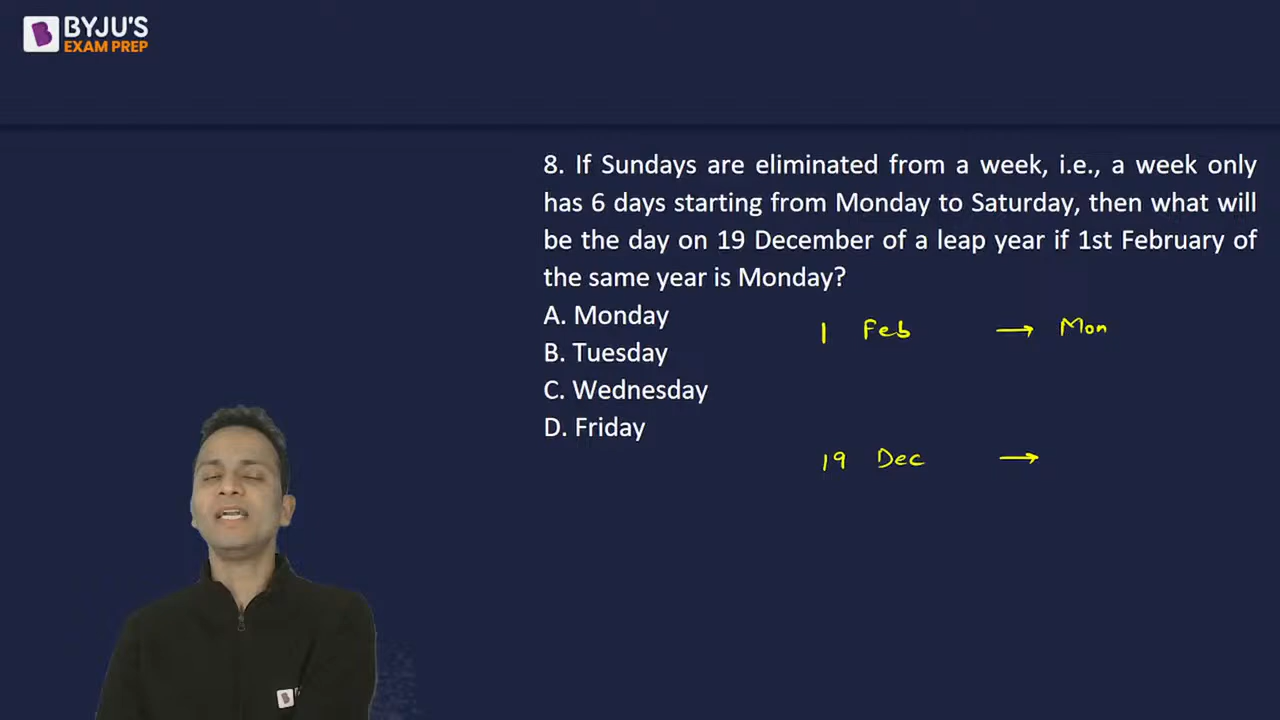 BYJU'S
EXAM PREP
8. If Sundays are eliminated from a week, i.e., a week only
has 6 days starting from Monday to Saturday, then what will
be the day on 19 December of a leap year if 1st February of
the same year is Monday?
A. Monday
B. Tuesday
C. Wednesday
D. Friday
1 Feb → Mon
19 Dec →